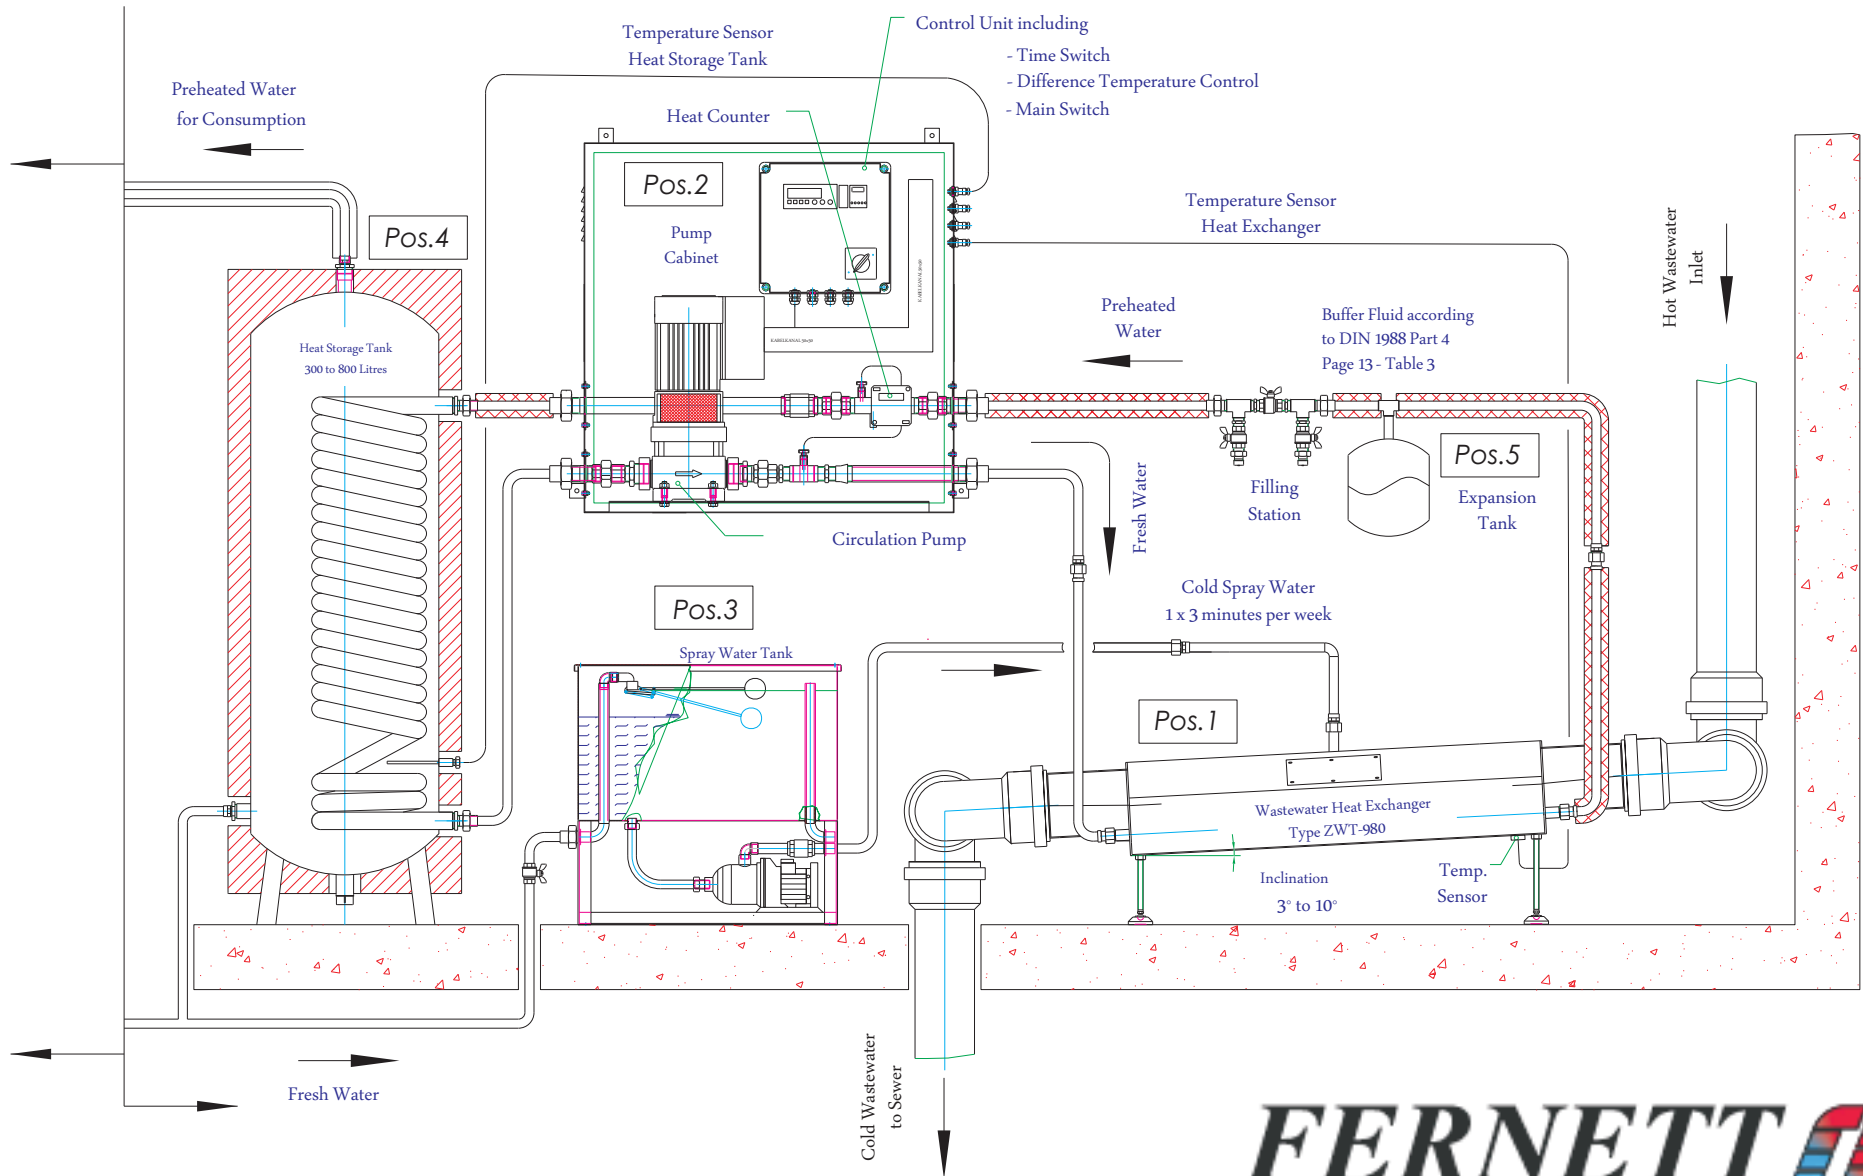 Temperature Sensor
Heat Storage Tank
Control Unit including
- Time Switch
- Difference Temperature Control
- Main Switch
Preheated Water
for Consumption
Heat Counter
Pos.2
Pump
Cabinet
Pos.4
Temperature Sensor
Heat Exchanger
Hot Wastewater
Inlet
KABELKANAL 50x50
KABELKANAL 50x50
Preheated
Water
Buffer Fluid according
to DIN 1988 Part 4
Page 13 - Table 3
Heat Storage Tank
300 to 800 Litres
Pos.5
Expansion
Tank
Filling
Station
Fresh Water
Circulation Pump
Cold Spray Water
1 x 3 minutes per week
Pos.3
Spray Water Tank
Pos.1
Wastewater Heat Exchanger
Type ZWT-980
Inclination
3° to 10°
Temp.
Sensor
Fresh Water
Cold Wastewater
to Sewer
FERNETT